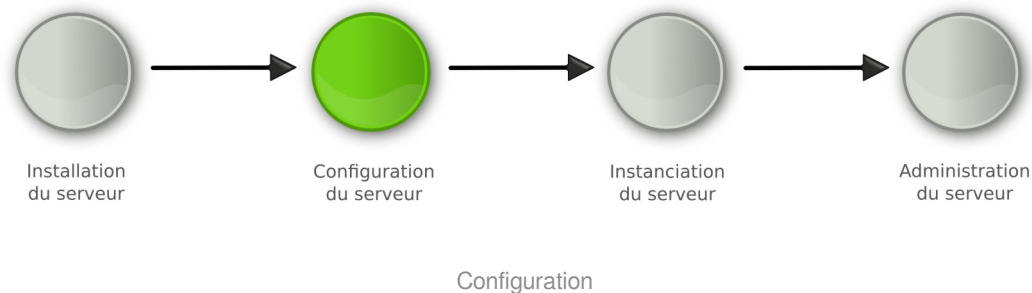 Installation
du serveur
Configuration
du serveur
Instanciation
du serveur
Administration
du serveur
Configuration